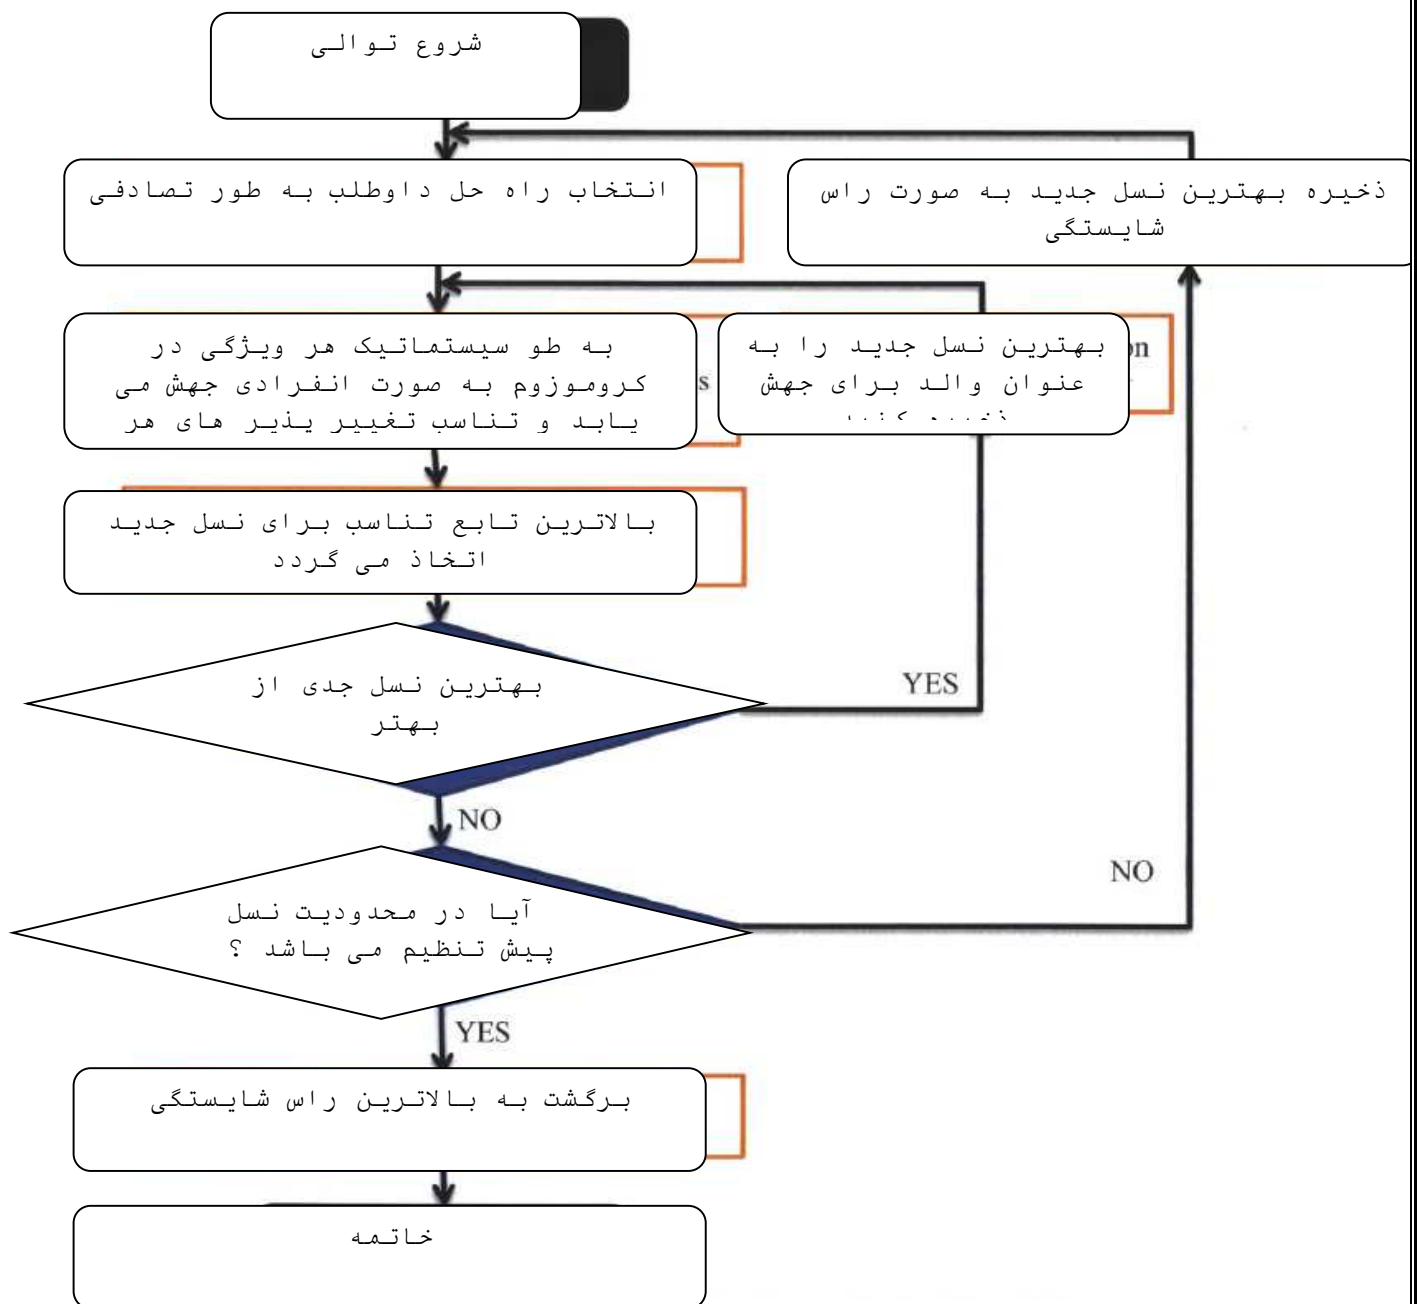 شروع توالی
انتخاب راه حل داوطلب به طور تصادفی
ذخیره بهترین نسل جدید به صورت راس
شایستگی
به طو سیستماتیک هر ویژگی در
کروموزوم به صورت انفرادی جهش می
یابد و تناسب تغییر پذیر های هر
s
بهترین نسل جدید را به
عنوان والد برای جهش
on
بالاترین تابع تناسب برای نسل جدید
اتخاذ می گردد
بهترین نسل جدی از
بهتر
YES
NO
آیا در محدودیت نسل
پیش تنظیم می باشد ؟
NO
YES
برگشت به بالاترین راس شایستگی
خاتمه